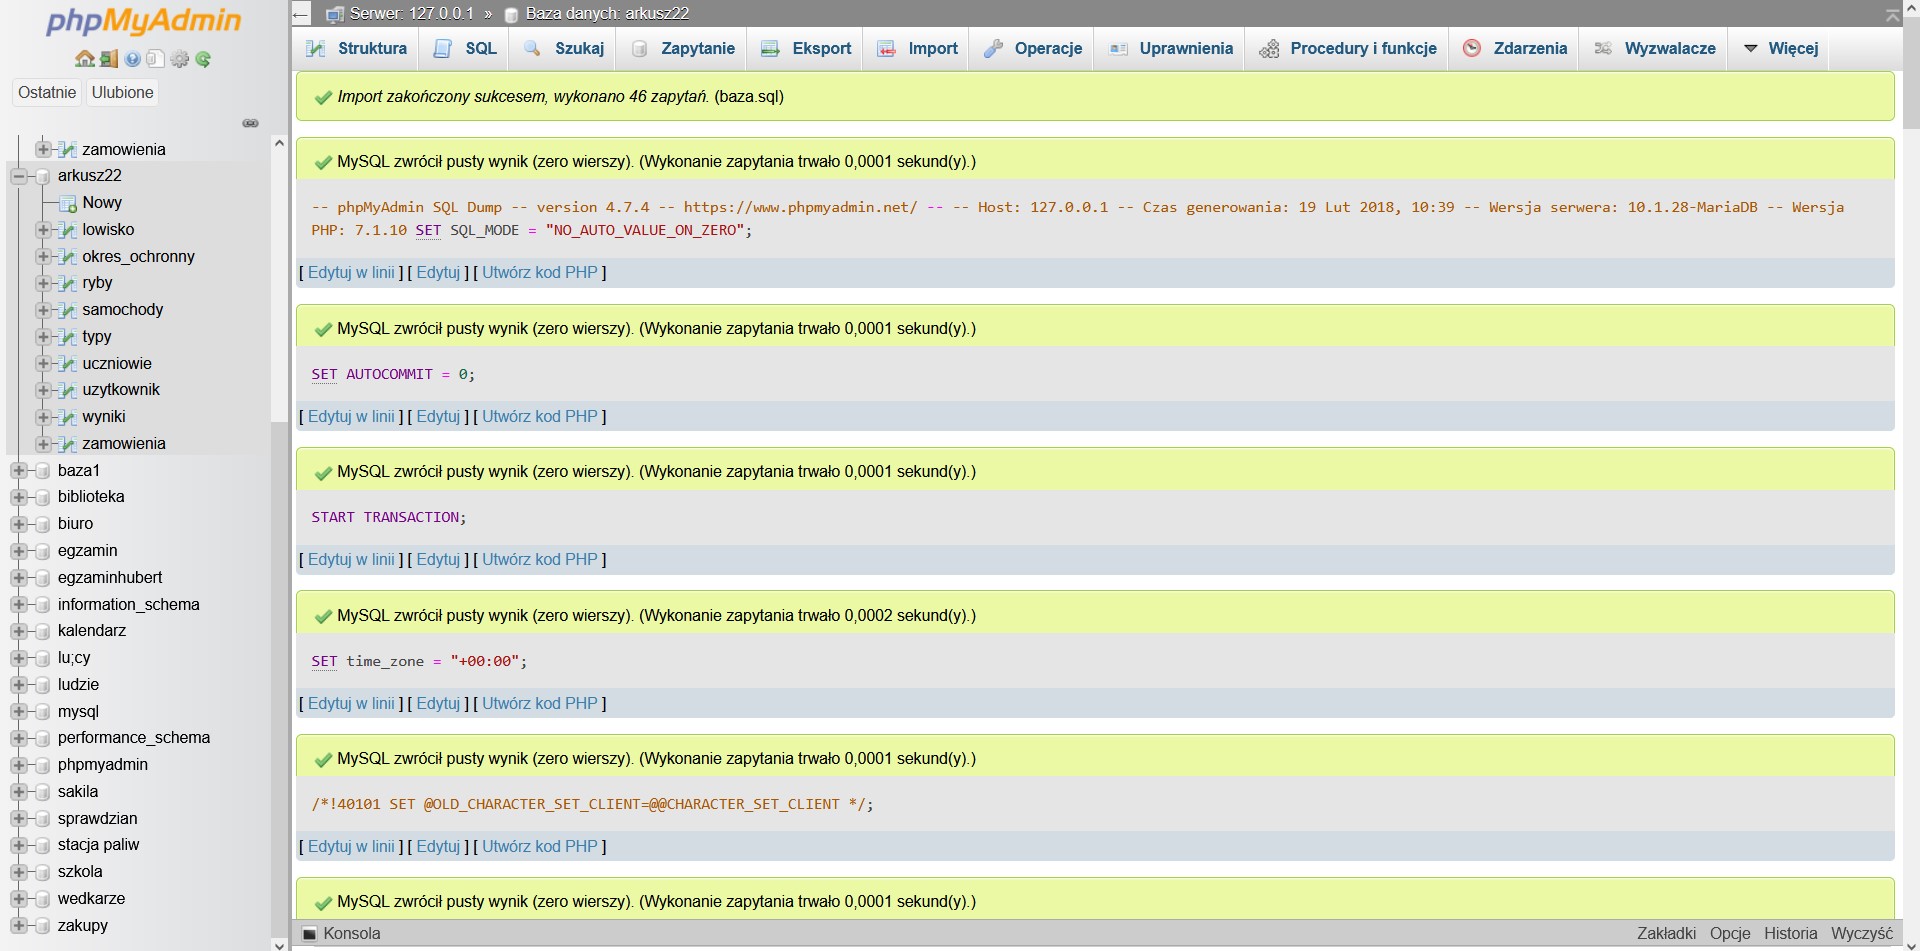 phpMyAdmin
Ostatnie Ulubione
zamowienia
arkusz22
Nowy
lowisko
okres_ochronny
ryby
samochody
typy
uczniowie
uzytkownik
wyniki
zamowienia
baza1
biblioteka
biuro
egzamin
egzaminhubert
information_schema
kalendarz
lu;cy
ludzie
mysql
performance_schema
phpmyadmin
sakila
sprawdzian
stacja paliw
szkola
wedkarze
zakupy
Serwer: 127.0.0.1 » Baza danych: arkusz22
Struktura SQL Szukaj Zapytanie Eksport Import Operacje Uprawnienia Procedury i funkcje Zdarzenia Wyzwalacze Więcej
Import zakończony sukcesem, wykonano 46 zapytań. (baza.sql)
MySQL zwrócił pusty wynik (zero wierszy). (Wykonanie zapytania trwało 0,0001 sekund(y).)
-- phpMyAdmin SQL Dump -- version 4.7.4 -- https://www.phpmyadmin.net/ -- -- Host: 127.0.0.1 -- Czas generowania: 19 Lut 2018, 10:39 -- Wersja serwera: 10.1.28-MariaDB -- Wersja
PHP: 7.1.10 SET SQL_MODE = "NO_AUTO_VALUE_ON_ZERO";
[ Edytuj w linii ] [ Edytuj ] [ Utwórz kod PHP ]
MySQL zwrócił pusty wynik (zero wierszy). (Wykonanie zapytania trwało 0,0001 sekund(y).)
SET AUTOCOMMIT = 0;
[ Edytuj w linii ] [ Edytuj ] [ Utwórz kod PHP ]
MySQL zwrócił pusty wynik (zero wierszy). (Wykonanie zapytania trwało 0,0001 sekund(y).)
START TRANSACTION;
[ Edytuj w linii ] [ Edytuj ] [ Utwórz kod PHP ]
MySQL zwrócił pusty wynik (zero wierszy). (Wykonanie zapytania trwało 0,0002 sekund(y).)
SET time_zone = "+00:00";
[ Edytuj w linii ] [ Edytuj ] [ Utwórz kod PHP ]
MySQL zwrócił pusty wynik (zero wierszy). (Wykonanie zapytania trwało 0,0001 sekund(y).)
/*!40101 SET @OLD_CHARACTER_SET_CLIENT=@@CHARACTER_SET_CLIENT */;
[ Edytuj w linii ] [ Edytuj ] [ Utwórz kod PHP ]
MySQL zwrócił pusty wynik (zero wierszy). (Wykonanie zapytania trwało 0,0001 sekund(y).)
Konsola Zakładki Opcje Historia Wyczyść